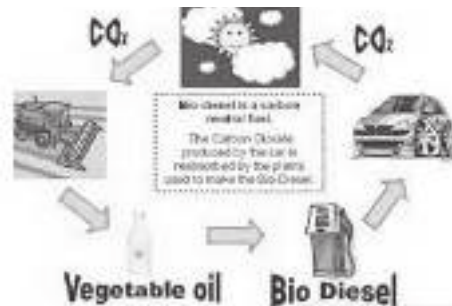 CO₂
CO₂
Bio diesel is a carbon
neutral fuel.
The Carbon Dioxide
produced by the car is
reabsorbed by the plants
used to make the Bio Diesel.
Vegetable oil
Bio Diesel